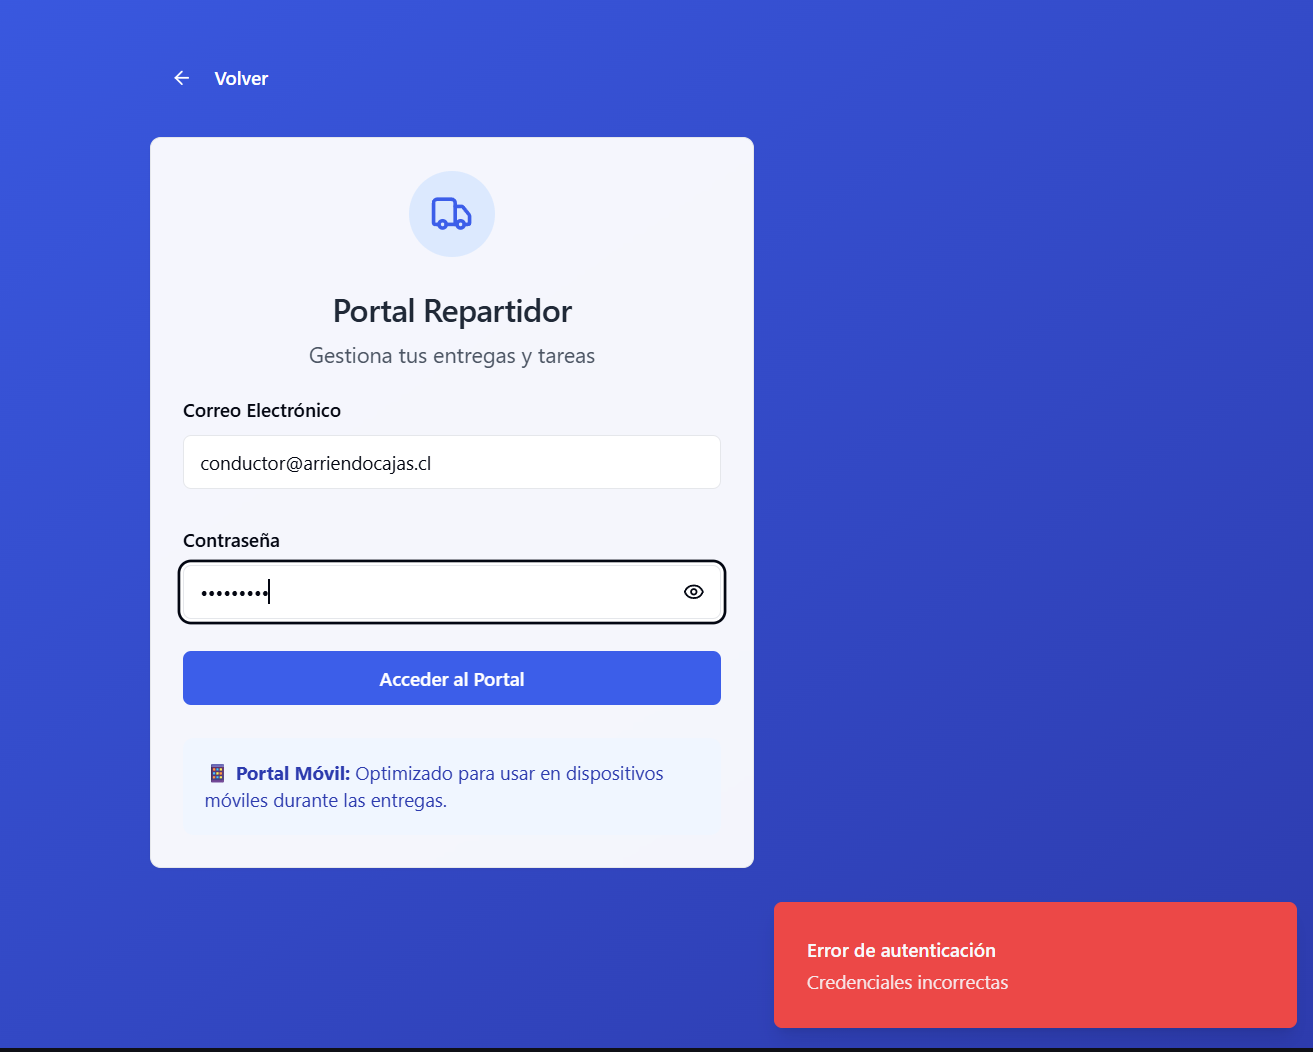 Volver
Portal Repartidor
Gestiona tus entregas y tareas
Correo Electrónico
conductor@arriendocajas.cl
Contraseña
•••••••••
Acceder al Portal
Portal Móvil: Optimizado para usar en dispositivos
móviles durante las entregas.
Error de autenticación
Credenciales incorrectas